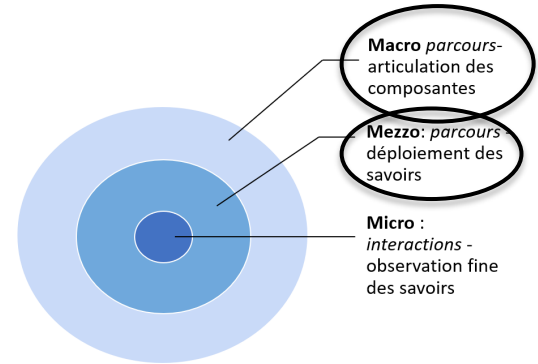 Macro parcours-
articulation des
composantes
Mezzo: parcours -
déploiement des
savoirs
Micro :
interactions -
observation fine
des savoirs